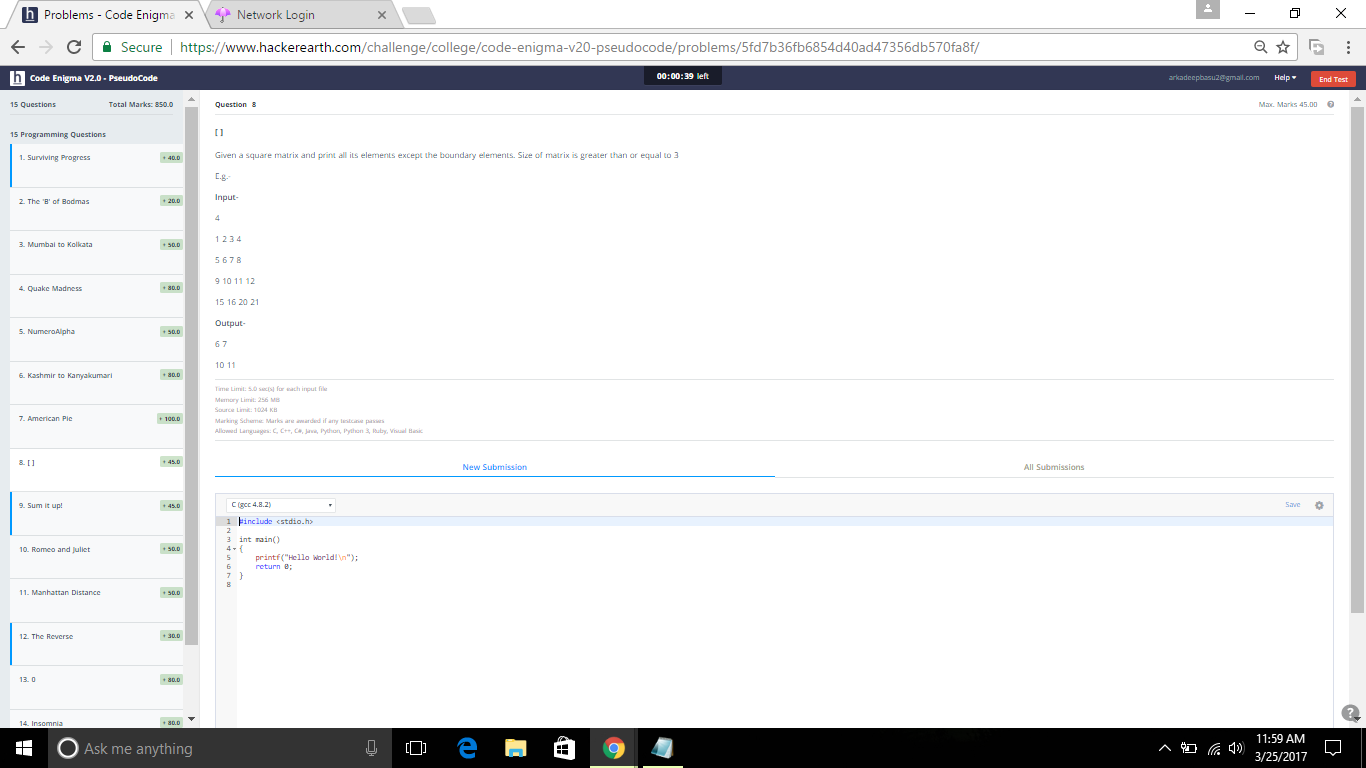 Problems - Code Enigma
Network Login
Secure
https://www.hackerearth.com/challenge/college/code-enigma-v20-pseudocode/problems/5fd7b36fb6854d40ad47356db570fa8f/
h Code Enigma V2.0 - PseudoCode
00:00:39 left
arkadeepbasu2@gmail.com
Help
End Test
15 Questions
Total Marks: 850.0
15 Programming Questions
1. Surviving Progress
+ 40.0
2. The 'B' of Bodmas
+ 20.0
3. Mumbai to Kolkata
+ 50.0
4. Quake Madness
+ 80.0
5. NumeroAlpha
+ 50.0
6. Kashmir to Kanyakumari
+ 80.0
7. American Pie
+ 100.0
8. [ ]
+ 45.0
9. Sum it up!
+ 45.0
10. Romeo and Juliet
+ 50.0
11. Manhattan Distance
+ 50.0
12. The Reverse
+ 30.0
13. 0
+ 80.0
14. Insomnia
+ 80.0
Question 8
Max. Marks 45.00
[ ]
Given a square matrix and print all its elements except the boundary elements. Size of matrix is greater than or equal to 3
E.g.-
Input-
4
1 2 3 4
5 6 7 8
9 10 11 12
15 16 20 21
Output-
6 7
10 11
Time Limit: 5.0 sec(s) for each input file
Memory Limit: 256 MB
Source Limit: 1024 KB
Marking Scheme: Marks are awarded if any testcase passes
Allowed Languages: C, C++, C#, Java, Python, Python 3, Ruby, Visual Basic
New Submission
All Submissions
C (gcc 4.8.2)
Save
1 #include <stdio.h>
2
3 int main()
4 {
5 printf("Hello World!\n");
6 return 0;
7 }
8
Ask me anything
11:59 AM
3/25/2017